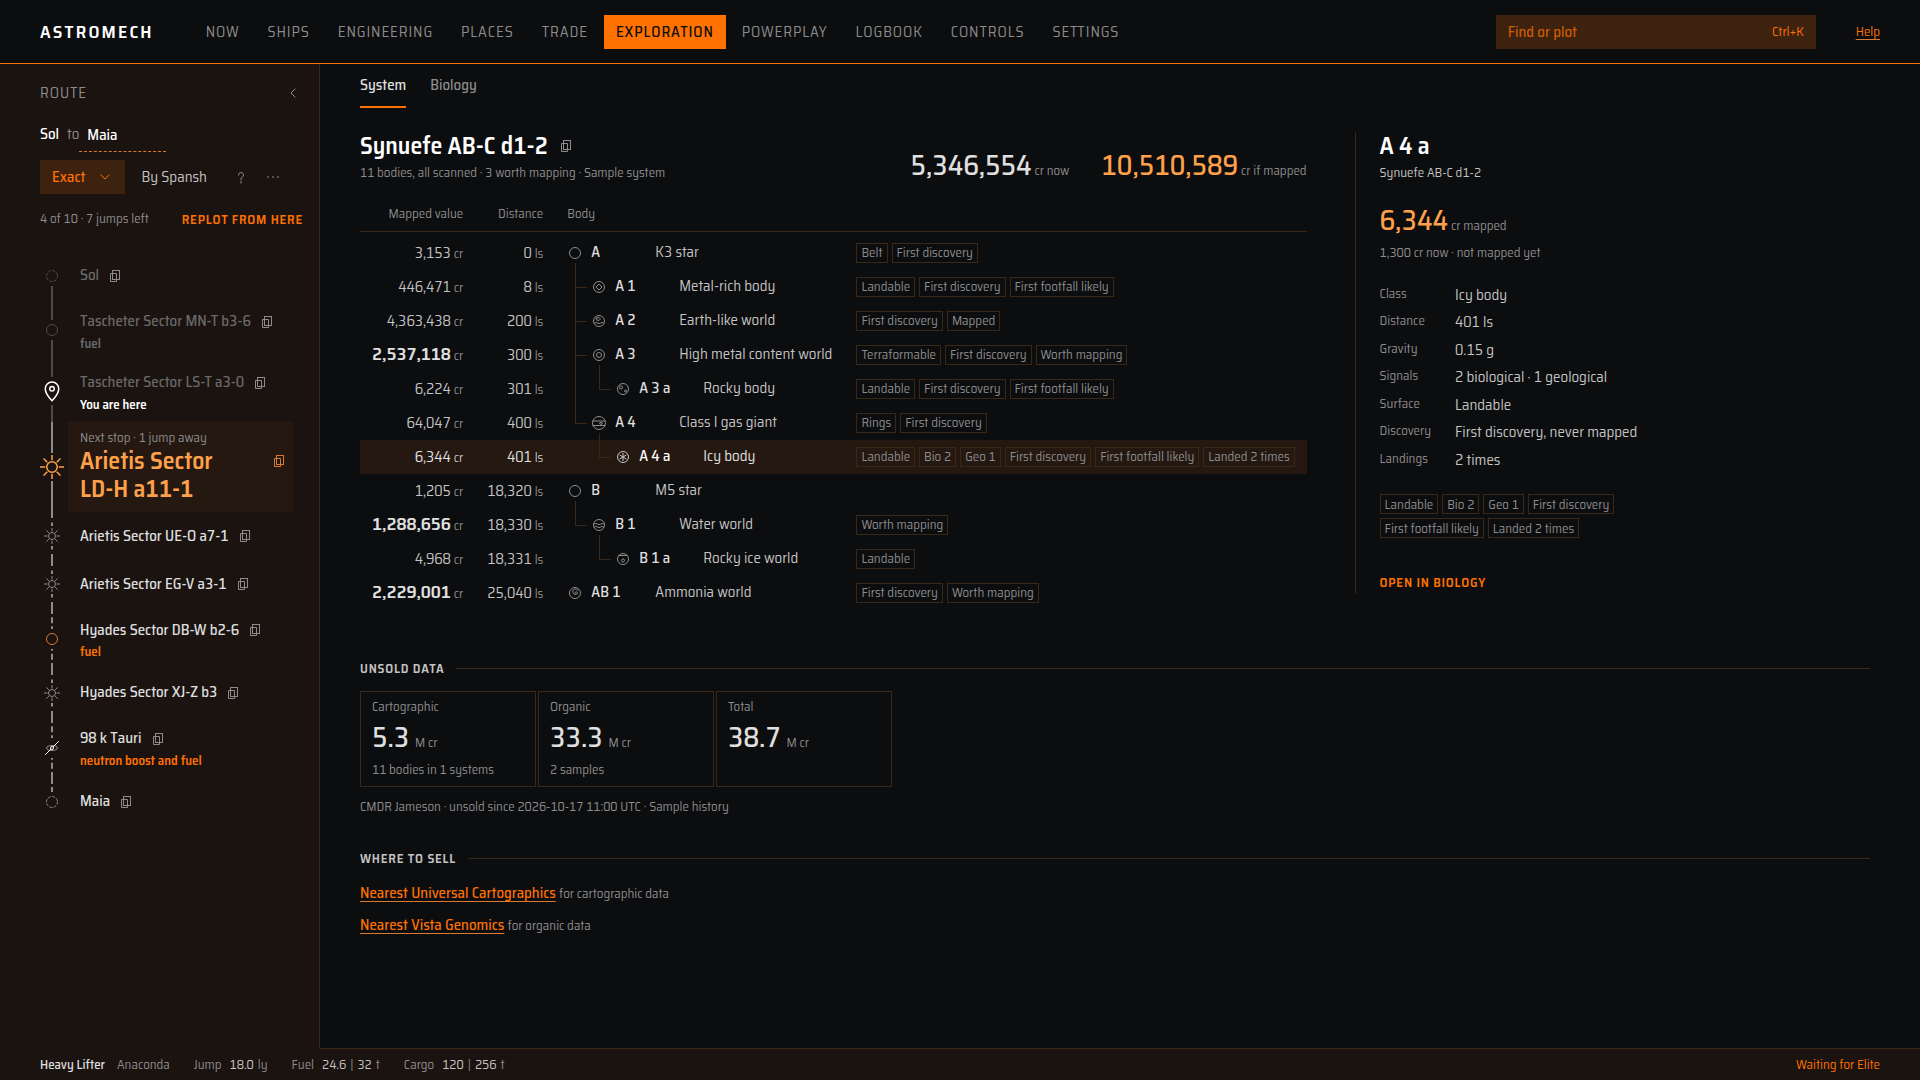 ASTROMECH NOW SHIPS ENGINEERING PLACES TRADE EXPLORATION POWERPLAY LOGBOOK CONTROLS SETTINGS Find or plot Ctrl+K Help
ROUTE
Sol to Maia
Exact By Spansh ? ...
4 of 10 · 7 jumps left REPLOT FROM HERE
Sol
Tascheter Sector MN-T b3-6
fuel
Tascheter Sector LS-T a3-0
You are here
Next stop · 1 jump away
Arietis Sector
LD-H a11-1
Arietis Sector UE-O a7-1
Arietis Sector EG-V a3-1
Hyades Sector DB-W b2-6
fuel
Hyades Sector XJ-Z b3
98 k Tauri
neutron boost and fuel
Maia
System Biology
Synuefe AB-C d1-2
11 bodies, all scanned · 3 worth mapping · Sample system
5,346,554 cr now 10,510,589 cr if mapped
Mapped value Distance Body
3,153 cr 0 ls A K3 star Belt First discovery
446,471 cr 8 ls A 1 Metal-rich body Landable First discovery First footfall likely
4,363,438 cr 200 ls A 2 Earth-like world First discovery Mapped
2,537,118 cr 300 ls A 3 High metal content world Terraformable First discovery Worth mapping
6,224 cr 301 ls A 3 a Rocky body Landable First discovery First footfall likely
64,047 cr 400 ls A 4 Class I gas giant Rings First discovery
6,344 cr 401 ls A 4 a Icy body Landable Bio 2 Geo 1 First discovery First footfall likely Landed 2 times
1,205 cr 18,320 ls B M5 star
1,288,656 cr 18,330 ls B 1 Water world Worth mapping
4,968 cr 18,331 ls B 1 a Rocky ice world Landable
2,229,001 cr 25,040 ls AB 1 Ammonia world First discovery Worth mapping
A 4 a
Synuefe AB-C d1-2
6,344 cr mapped
1,300 cr now · not mapped yet
Class Icy body
Distance 401 ls
Gravity 0.15 g
Signals 2 biological · 1 geological
Surface Landable
Discovery First discovery, never mapped
Landings 2 times
Landable Bio 2 Geo 1 First discovery
First footfall likely Landed 2 times
OPEN IN BIOLOGY
UNSOLD DATA
Cartographic Organic Total
5.3 M cr 33.3 M cr 38.7 M cr
11 bodies in 1 systems 2 samples
CMDR Jameson · unsold since 2026-10-17 11:00 UTC · Sample history
WHERE TO SELL
Nearest Universal Cartographics for cartographic data
Nearest Vista Genomics for organic data
Heavy Lifter Anaconda Jump 18.0 ly Fuel 24.6 | 32 t Cargo 120 | 256 t Waiting for Elite